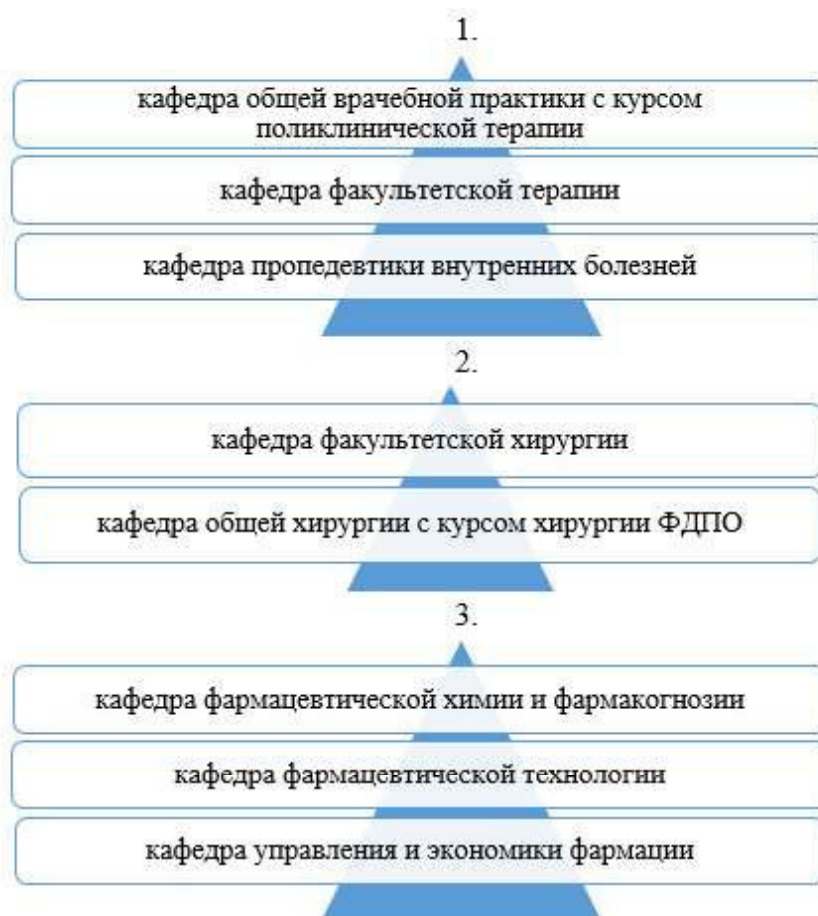 1.
кафедра общей врачебной практики с курсом
поликлинической терапии
кафедра факультетской терапии
кафедра пропедевтики внутренних болезней
2.
кафедра факультетской хирургии
кафедра общей хирургии с курсом хирургии ФДПО
3.
кафедра фармацевтической химии и фармакогнозии
кафедра фармацевтической технологии
кафедра управления и экономики фармации